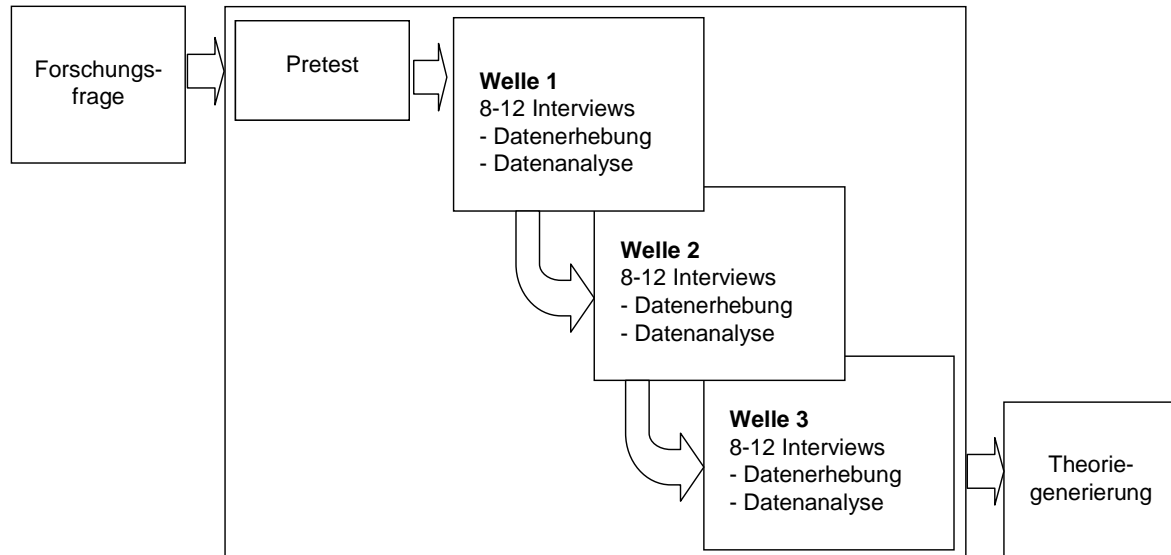 Forschungs-
frage
Pretest
Welle 1
8-12 Interviews
- Datenerhebung
- Datenanalyse
Welle 2
8-12 Interviews
- Datenerhebung
- Datenanalyse
Welle 3
8-12 Interviews
- Datenerhebung
- Datenanalyse
Theorie-
generierung